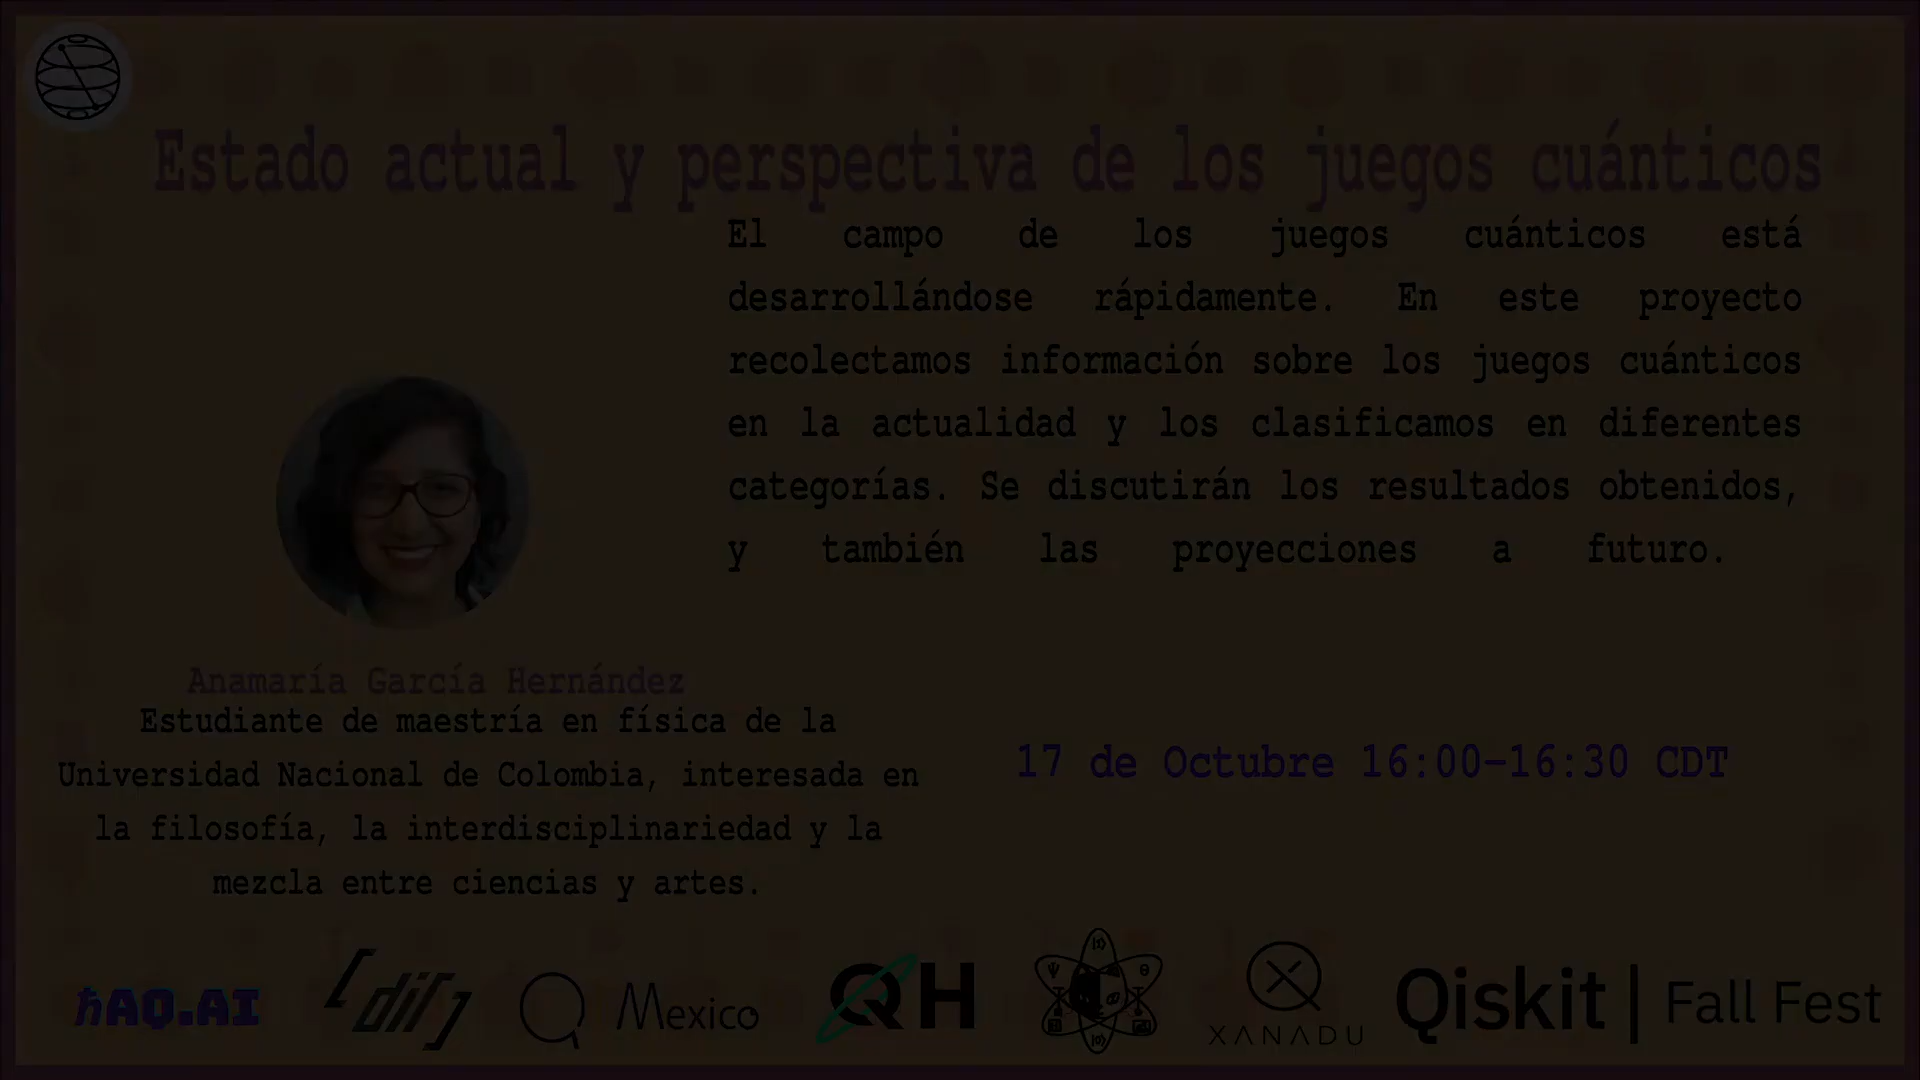 Estado actual y perspectiva de los juegos cuánticos
El campo de los juegos cuánticos está
desarrollándose rápidamente. En este proyecto
recolectamos información sobre los juegos cuánticos
en la actualidad y los clasificamos en diferentes
categorías. Se discutirán los resultados obtenidos,
y también las proyecciones a futuro.
Anamaría García Hernández
Estudiante de maestría en física de la
Universidad Nacional de Colombia, interesada en
la filosofía, la interdisciplinariedad y la
mezcla entre ciencias y artes.
17 de Octubre 16:00-16:30 CDT
ħAQ.AI
[dif]
Q Mexico
QH
XANADU
Qiskit | Fall Fest